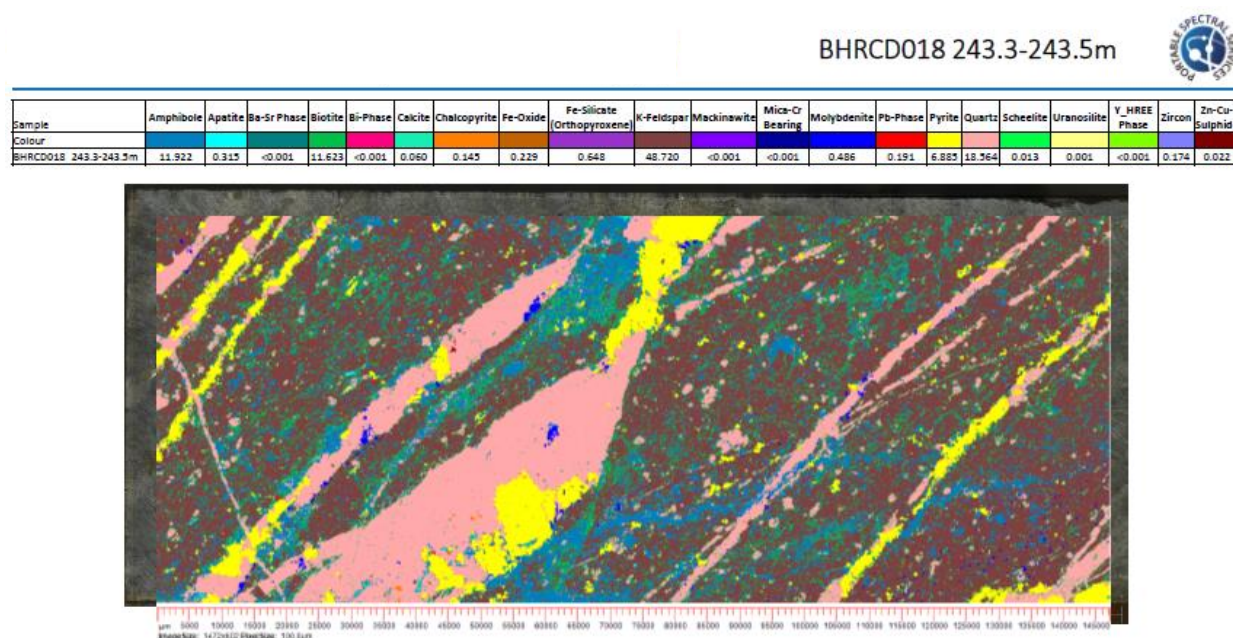 BHRCD018 243.3-243.5m
PORTABLE SPECTRAL SERVICES
Sample Amphibole Apatite Ba-Sr Phase Biotite Bi-Phase Calcite Chalcopyrite Fe-Oxide Fe-Silicate (Orthopyroxene) K-Feldspar Mackinawite Mica-Cr Bearing Molybdenite Pb-Phase Pyrite Quartz Scheelite Uranosilite Y_HREE Phase Zircon Zn-Cu-Sulphid
Colour
BHRCD018 243.3-243.5m 11.922 0.315 <0.001 11.623 <0.001 0.060 0.145 0.229 0.648 48.720 <0.001 <0.001 0.486 0.191 6.885 18.564 0.013 0.001 <0.001 0.174 0.022
µm 5000 10000 15000 20000 25000 30000 35000 40000 45000 50000 55000 60000 65000 70000 75000 80000 85000 90000 95000 100000 105000 110000 115000 120000 125000 130000 135000 140000 145000